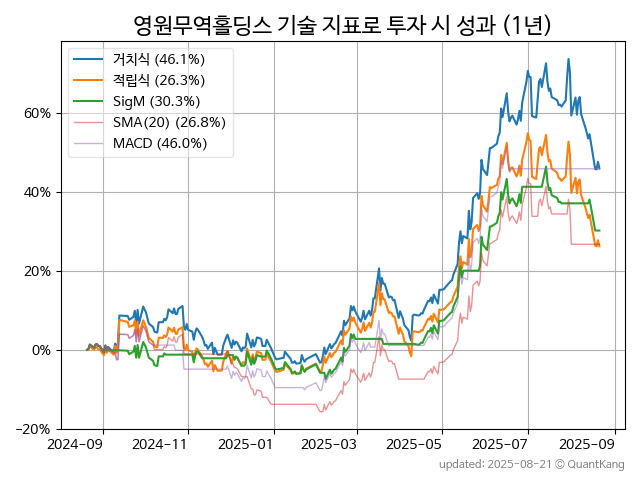 영원무역홀딩스 기술 지표로 투자 시 성과 (1년)
거치식 (46.1%)
적립식 (26.3%)
SigM (30.3%)
SMA(20) (26.8%)
MACD (46.0%)
60%
40%
20%
0%
−20%
2024-09 2024-11 2025-01 2025-03 2025-05 2025-07 2025-09
updated: 2025-08-21 © QuantKang